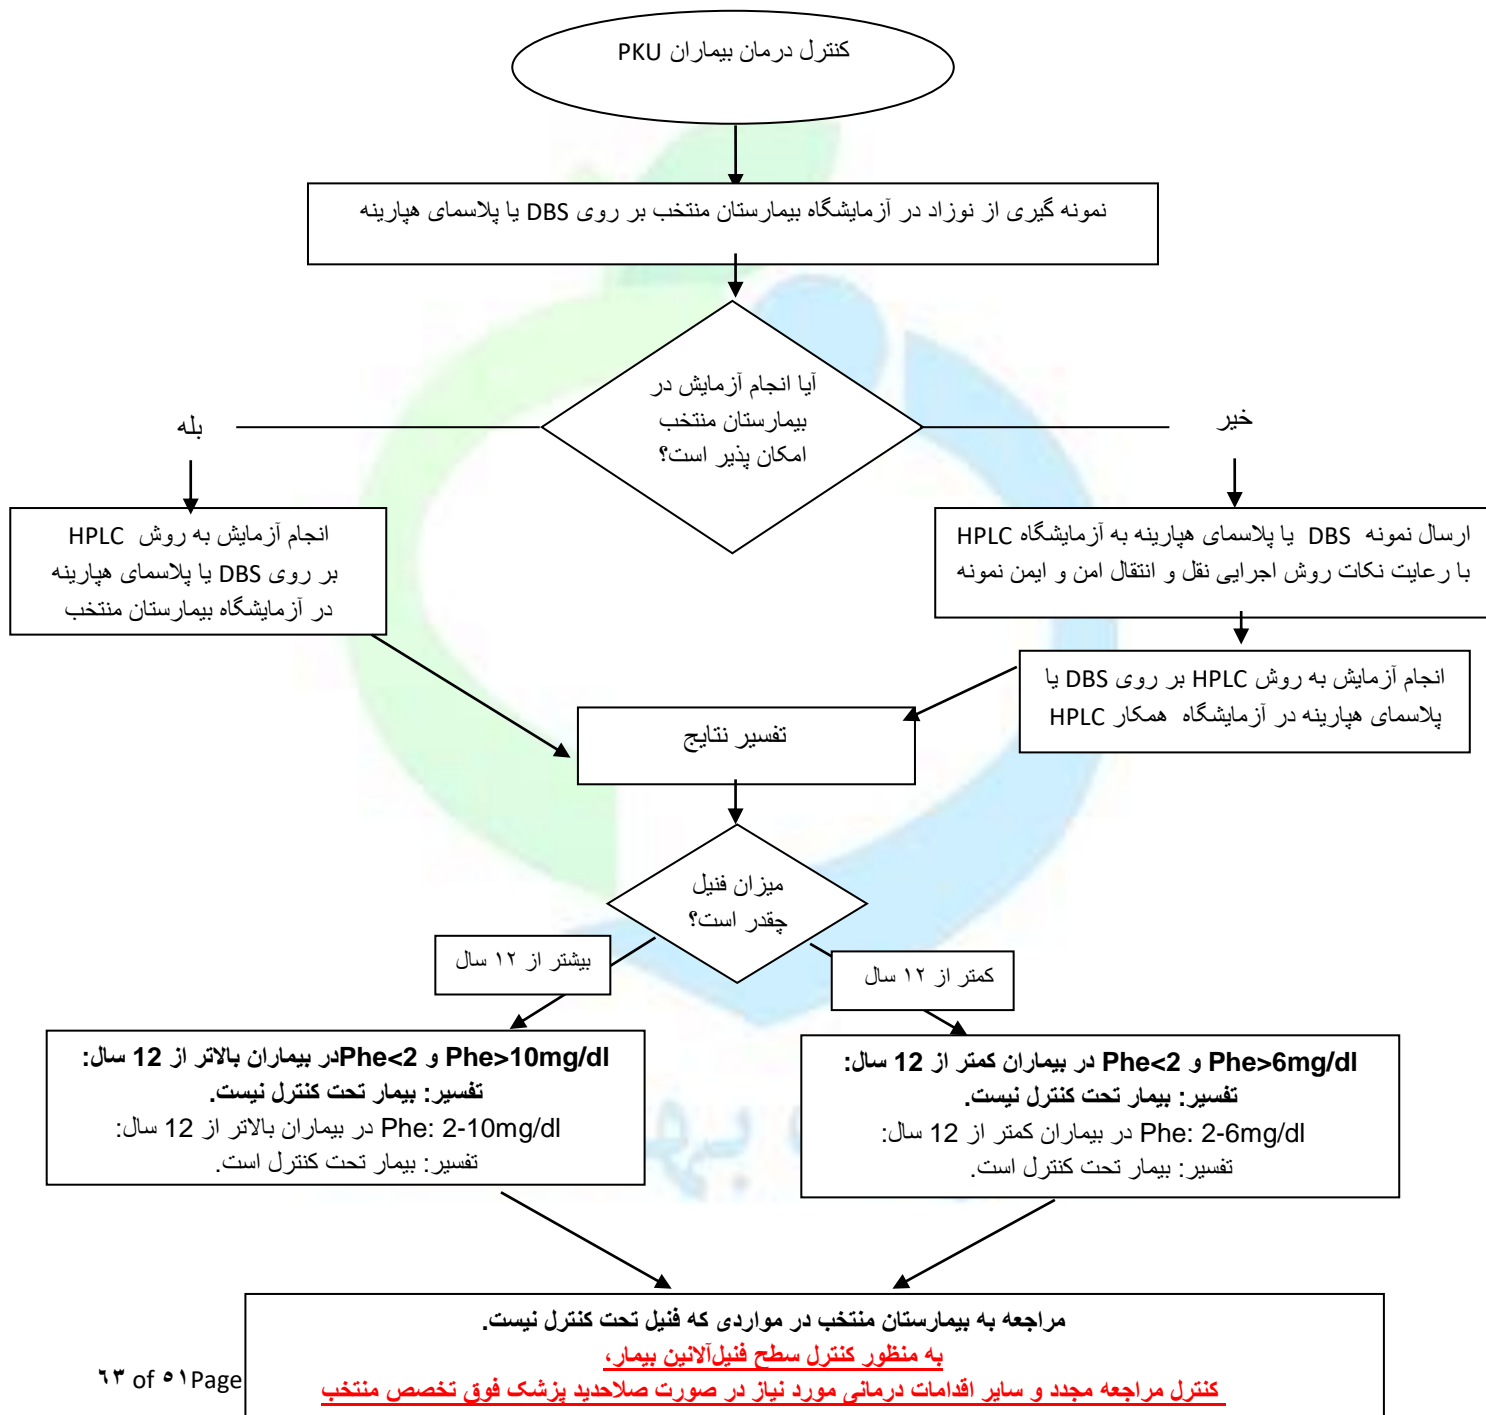 کنترل درمان بیماران PKU
نمونه گیری از نوزاد در آزمایشگاه بیمارستان منتخب بر روی DBS یا پلاسمای هپارینه
آیا انجام آزمایش در
بیمارستان منتخب
امکان پذیر است؟
خیر
بله
ارسال نمونه DBS یا پلاسمای هپارینه به آزمایشگاه HPLC
با رعایت نکات روش اجرایی نقل و انتقال امن و ایمن نمونه
انجام آزمایش به روش HPLC
بر روی DBS یا پلاسمای هپارینه
در آزمایشگاه بیمارستان منتخب
انجام آزمایش به روش HPLC بر روی DBS یا
پلاسمای هپارینه در آزمایشگاه همکار HPLC
تفسیر نتایج
میزان فنیل
چقدر است؟
کمتر از ۱۲ سال
بیشتر از ۱۲ سال
Phe>6mg/dl و Phe<2 در بیماران کمتر از 12 سال:
تفسیر: بیمار تحت کنترل نیست.
Phe: 2-6mg/dl در بیماران کمتر از 12 سال:
تفسیر: بیمار تحت کنترل است.
Phe>10mg/dl و Phe<2در بیماران بالاتر از 12 سال:
تفسیر: بیمار تحت کنترل نیست.
Phe: 2-10mg/dl در بیماران بالاتر از 12 سال:
تفسیر: بیمار تحت کنترل است.
مراجعه به بیمارستان منتخب در مواردی که فنیل تحت کنترل نیست.
به منظور کنترل سطح فنیل‌آلانین بیمار،
کنترل مراجعه مجدد و سایر اقدامات درمانی مورد نیاز در صورت صلاحدید پزشک فوق تخصص منتخب
٦٣ of ٥١Page